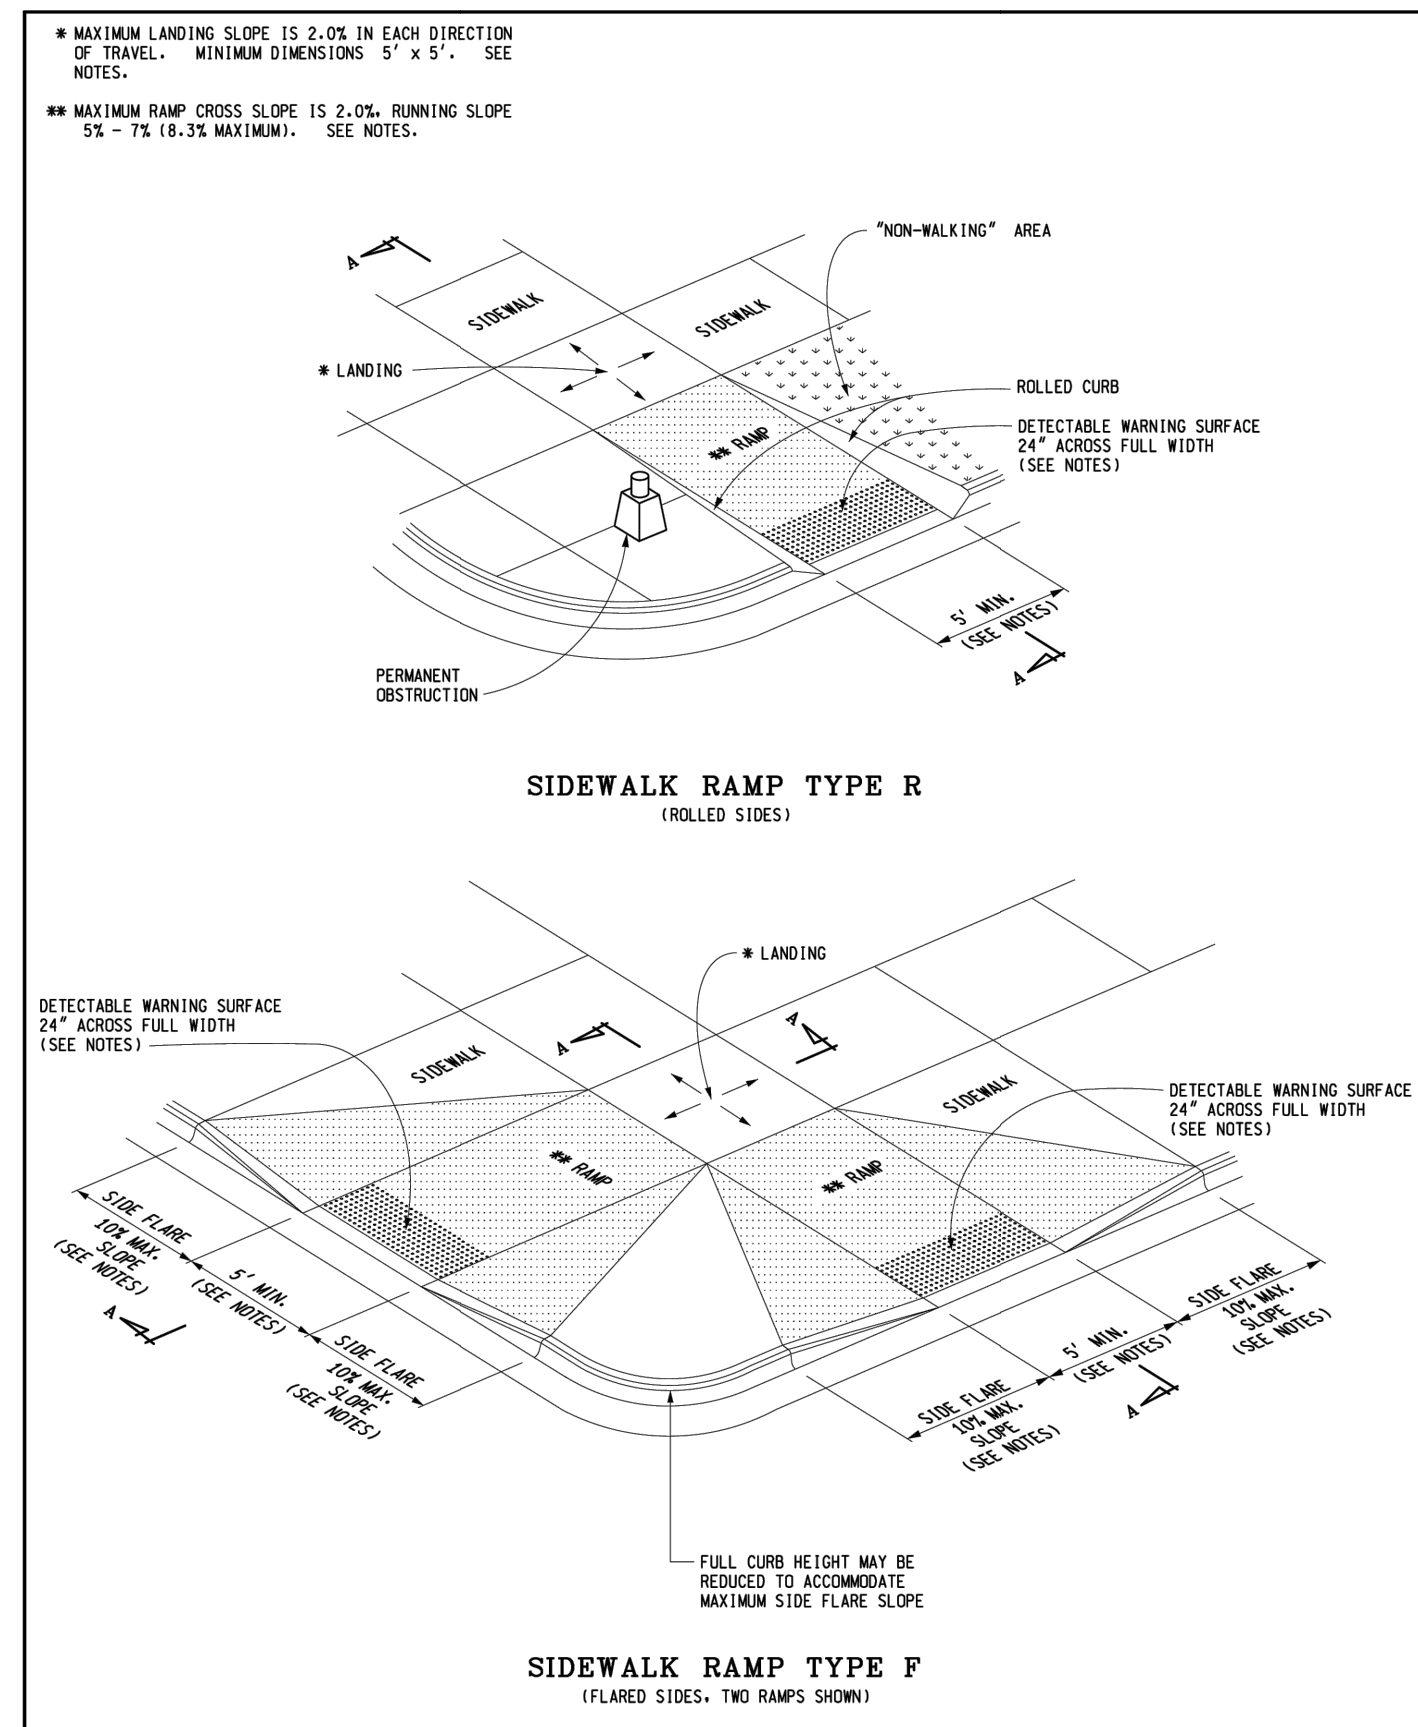 * MAXIMUM LANDING SLOPE IS 2.0% IN EACH DIRECTION
OF TRAVEL. MINIMUM DIMENSIONS 5' x 5'. SEE
NOTES.
** MAXIMUM RAMP CROSS SLOPE IS 2.0%, RUNNING SLOPE
5% - 7% (8.3% MAXIMUM). SEE NOTES.
"NON-WALKING" AREA
A
SIDEWALK
SIDEWALK
* LANDING
ROLLED CURB
DETECTABLE WARNING SURFACE
24" ACROSS FULL WIDTH
(SEE NOTES)
** RAMP
5' MIN.
(SEE NOTES)
A
PERMANENT
OBSTRUCTION
SIDEWALK RAMP TYPE R
(ROLLED SIDES)
* LANDING
DETECTABLE WARNING SURFACE
24" ACROSS FULL WIDTH
(SEE NOTES)
A
A
SIDEWALK
SIDEWALK
DETECTABLE WARNING SURFACE
24" ACROSS FULL WIDTH
(SEE NOTES)
** RAMP
** RAMP
SIDE FLARE
10% MAX.
SLOPE
(SEE NOTES)
5' MIN.
(SEE NOTES)
A
SIDE FLARE
10% MAX.
SLOPE
(SEE NOTES)
SIDE FLARE
10% MAX.
SLOPE
(SEE NOTES)
5' MIN.
(SEE NOTES)
A
SIDE FLARE
10% MAX.
SLOPE
(SEE NOTES)
FULL CURB HEIGHT MAY BE
REDUCED TO ACCOMMODATE
MAXIMUM SIDE FLARE SLOPE
SIDEWALK RAMP TYPE F
(FLARED SIDES, TWO RAMPS SHOWN)